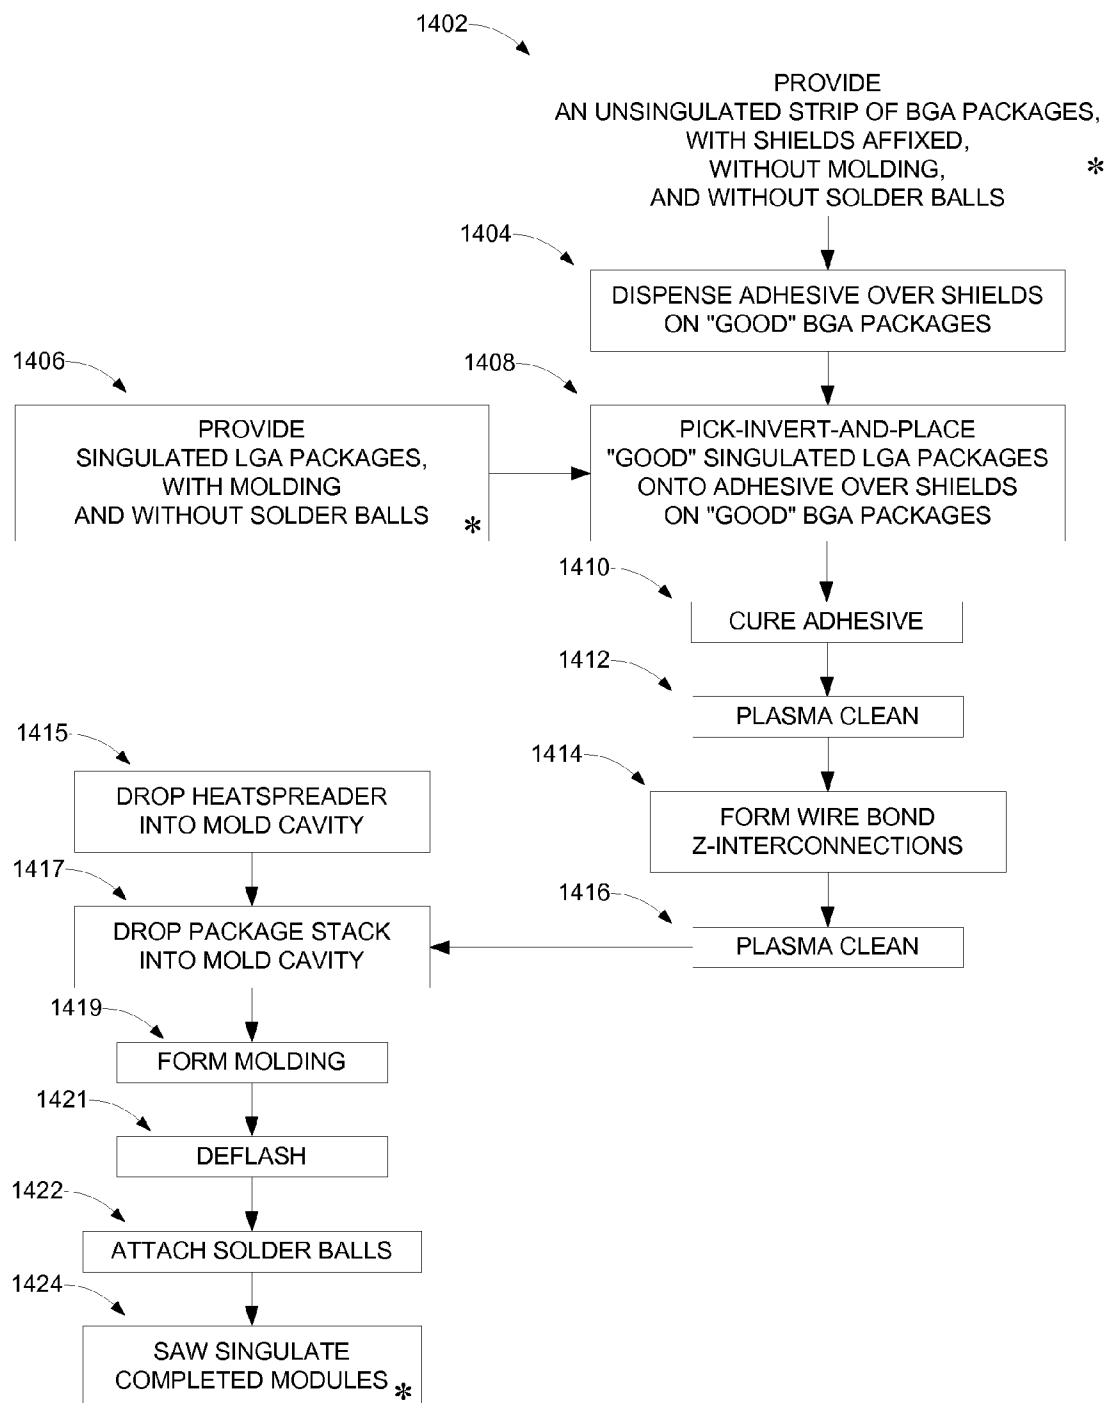 1402
PROVIDE
AN UNSINGULATED STRIP OF BGA PACKAGES,
WITH SHIELDS AFFIXED,
WITHOUT MOLDING,
AND WITHOUT SOLDER BALLS
*
1404
DISPENSE ADHESIVE OVER SHIELDS
ON "GOOD" BGA PACKAGES
1406
PROVIDE
SINGULATED LGA PACKAGES,
WITH MOLDING
AND WITHOUT SOLDER BALLS
*
1408
PICK-INVERT-AND-PLACE
"GOOD" SINGULATED LGA PACKAGES
ONTO ADHESIVE OVER SHIELDS
ON "GOOD" BGA PACKAGES
1410
CURE ADHESIVE
1412
PLASMA CLEAN
1414
FORM WIRE BOND
Z-INTERCONNECTIONS
1416
PLASMA CLEAN
1415
DROP HEATSPREADER
INTO MOLD CAVITY
1417
DROP PACKAGE STACK
INTO MOLD CAVITY
1419
FORM MOLDING
1421
DEFLASH
1422
ATTACH SOLDER BALLS
1424
SAW SINGULATE
COMPLETED MODULES
*